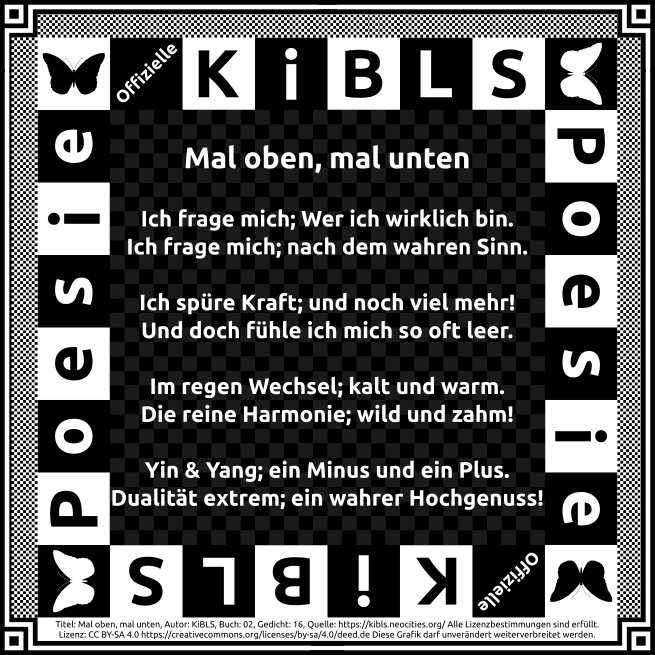 Offizielle KiBLS
Poesie
Mal oben, mal unten
Ich frage mich; Wer ich wirklich bin.
Ich frage mich; nach dem wahren Sinn.
Ich spüre Kraft; und noch viel mehr!
Und doch fühle ich mich so oft leer.
Im regen Wechsel; kalt und warm.
Die reine Harmonie; wild und zahm!
Yin & Yang; ein Minus und ein Plus.
Dualität extrem; ein wahrer Hochgenuss!
Offizielle KiBLS
Poesie
Titel: Mal oben, mal unten, Autor: KiBLS, Buch: 02, Gedicht: 16, Quelle: https://kibls.neocities.org/ Alle Lizenzbestimmungen sind erfüllt.
Lizenz: CC BY-SA 4.0 https://creativecommons.org/licenses/by-sa/4.0/deed.de Diese Grafik darf unverändert weiterverbreitet werden.